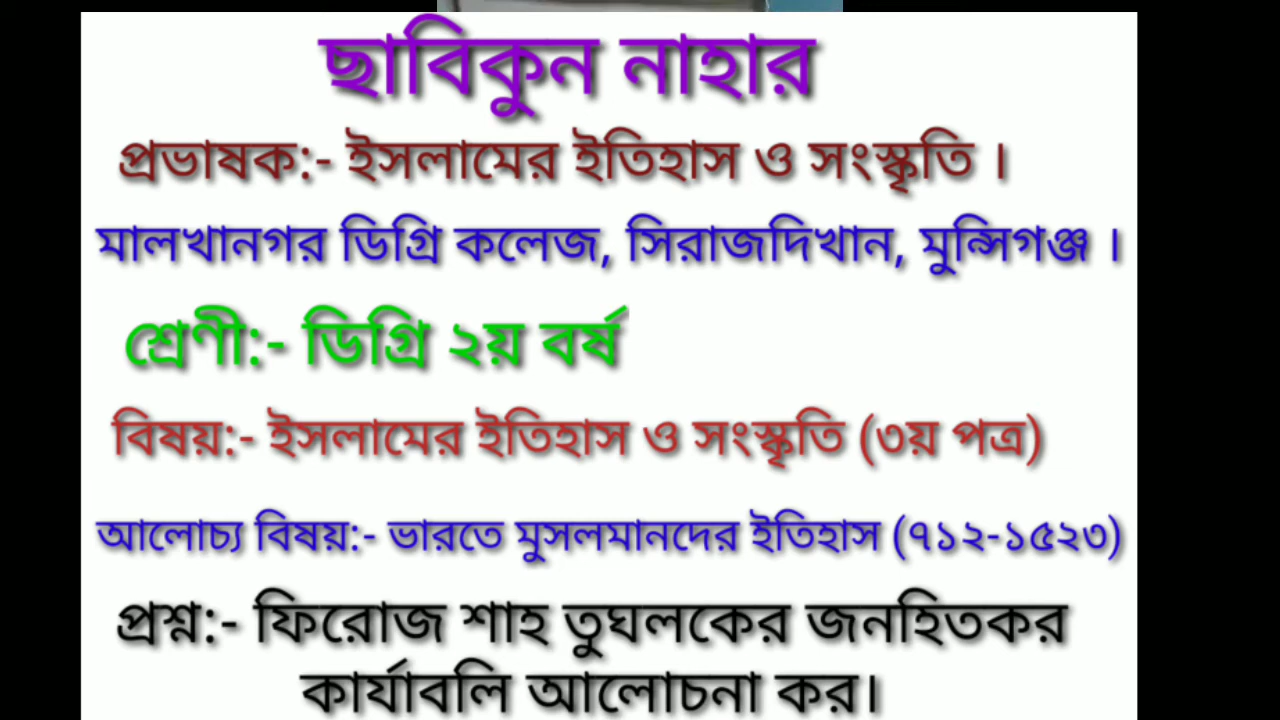 ছাবিকুন নাহার
প্রভাষক:- ইসলামের ইতিহাস ও সংস্কৃতি ।
মালখানগর ডিগ্রি কলেজ, সিরাজদিখান, মুন্সিগঞ্জ ।
শ্রেণী:- ডিগ্রি ২য় বর্ষ
বিষয়:- ইসলামের ইতিহাস ও সংস্কৃতি (৩য় পত্র)
আলোচ্য বিষয়:- ভারতে মুসলমানদের ইতিহাস (৭১২-১৫২৩)
প্রশ্ন:- ফিরোজ শাহ তুঘলকের জনহিতকর
কার্যাবলি আলোচনা কর।